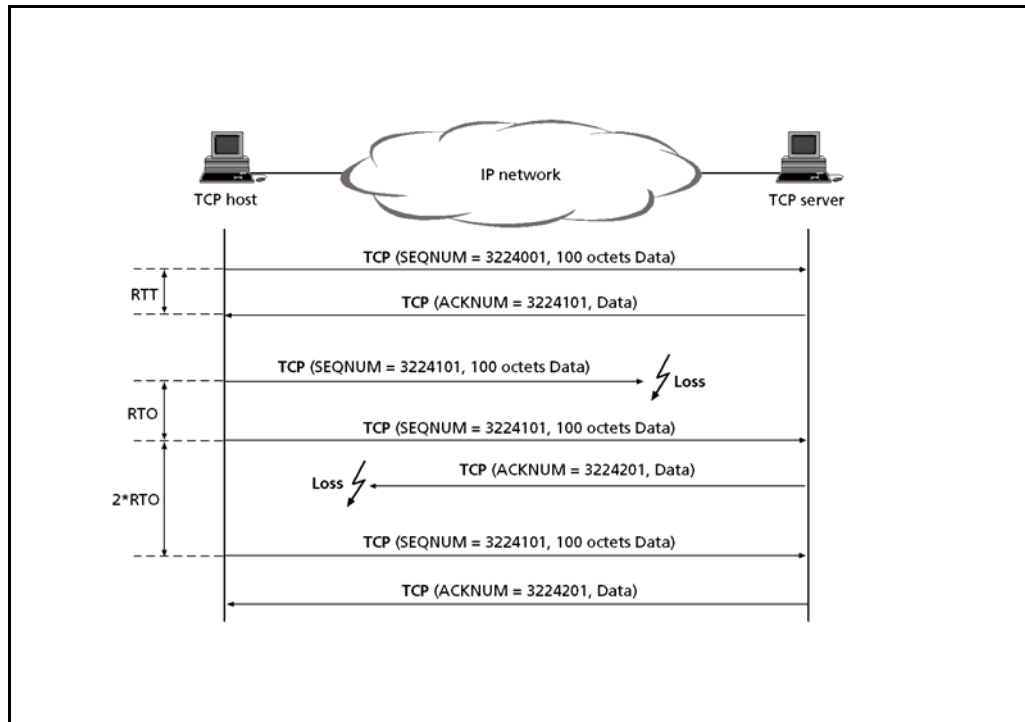 IP network
TCP host
TCP server
TCP (SEQNUM = 3224001, 100 octets Data)
RTT
TCP (ACKNUM = 3224101, Data)
TCP (SEQNUM = 3224101, 100 octets Data)
Loss
RTO
TCP (SEQNUM = 3224101, 100 octets Data)
TCP (ACKNUM = 3224201, Data)
Loss
2*RTO
TCP (SEQNUM = 3224101, 100 octets Data)
TCP (ACKNUM = 3224201, Data)